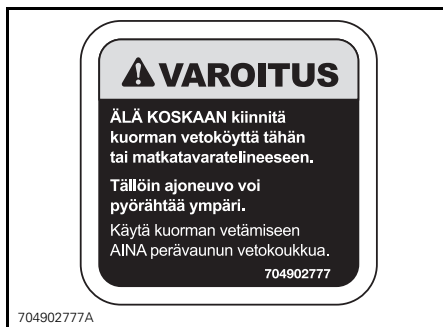 VAROITUS
ÄLÄ KOSKAAN kiinnitä
kuorman vetoköyttä tähän
tai matkatavaratelineeseen.
Tällöin ajoneuvo voi
pyörähtää ympäri.
Käytä kuorman vetämiseen
AINA perävaunun vetokoukkua.
704902777
704902777A